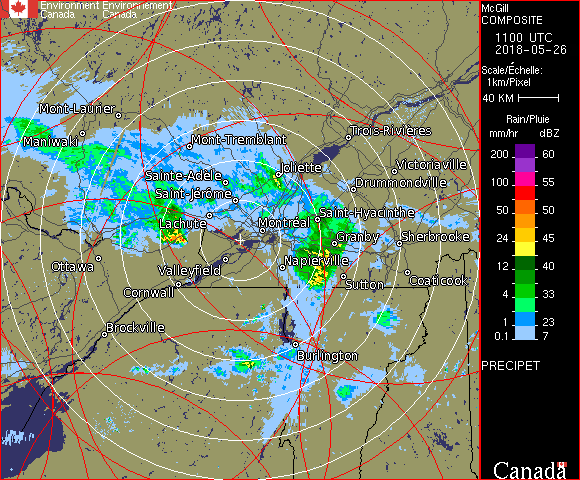 Environment Environnement
Canada Canada
McGill
COMPOSITE
1100 UTC
2018-05-26
Scale/Échelle:
1km/Pixel
40 KM
Rain/Pluie
mm/hr dBZ
200 60
100 55
50 50
24 45
12 40
4 33
1 23
0.1 7
PRECIPET
Canada
Mont-Laurier
Maniwaki
Mont-Tremblant
Trois-Rivières
Sainte-Adèle
Joliette
Victoriaville
Saint-Jérôme
Drummondville
Lachute
Montréal
Saint-Hyacinthe
Granby
Sherbrooke
Ottawa
Valleyfield
Napierville
Cornwall
Sutton
Coaticook
Brockville
Burlington